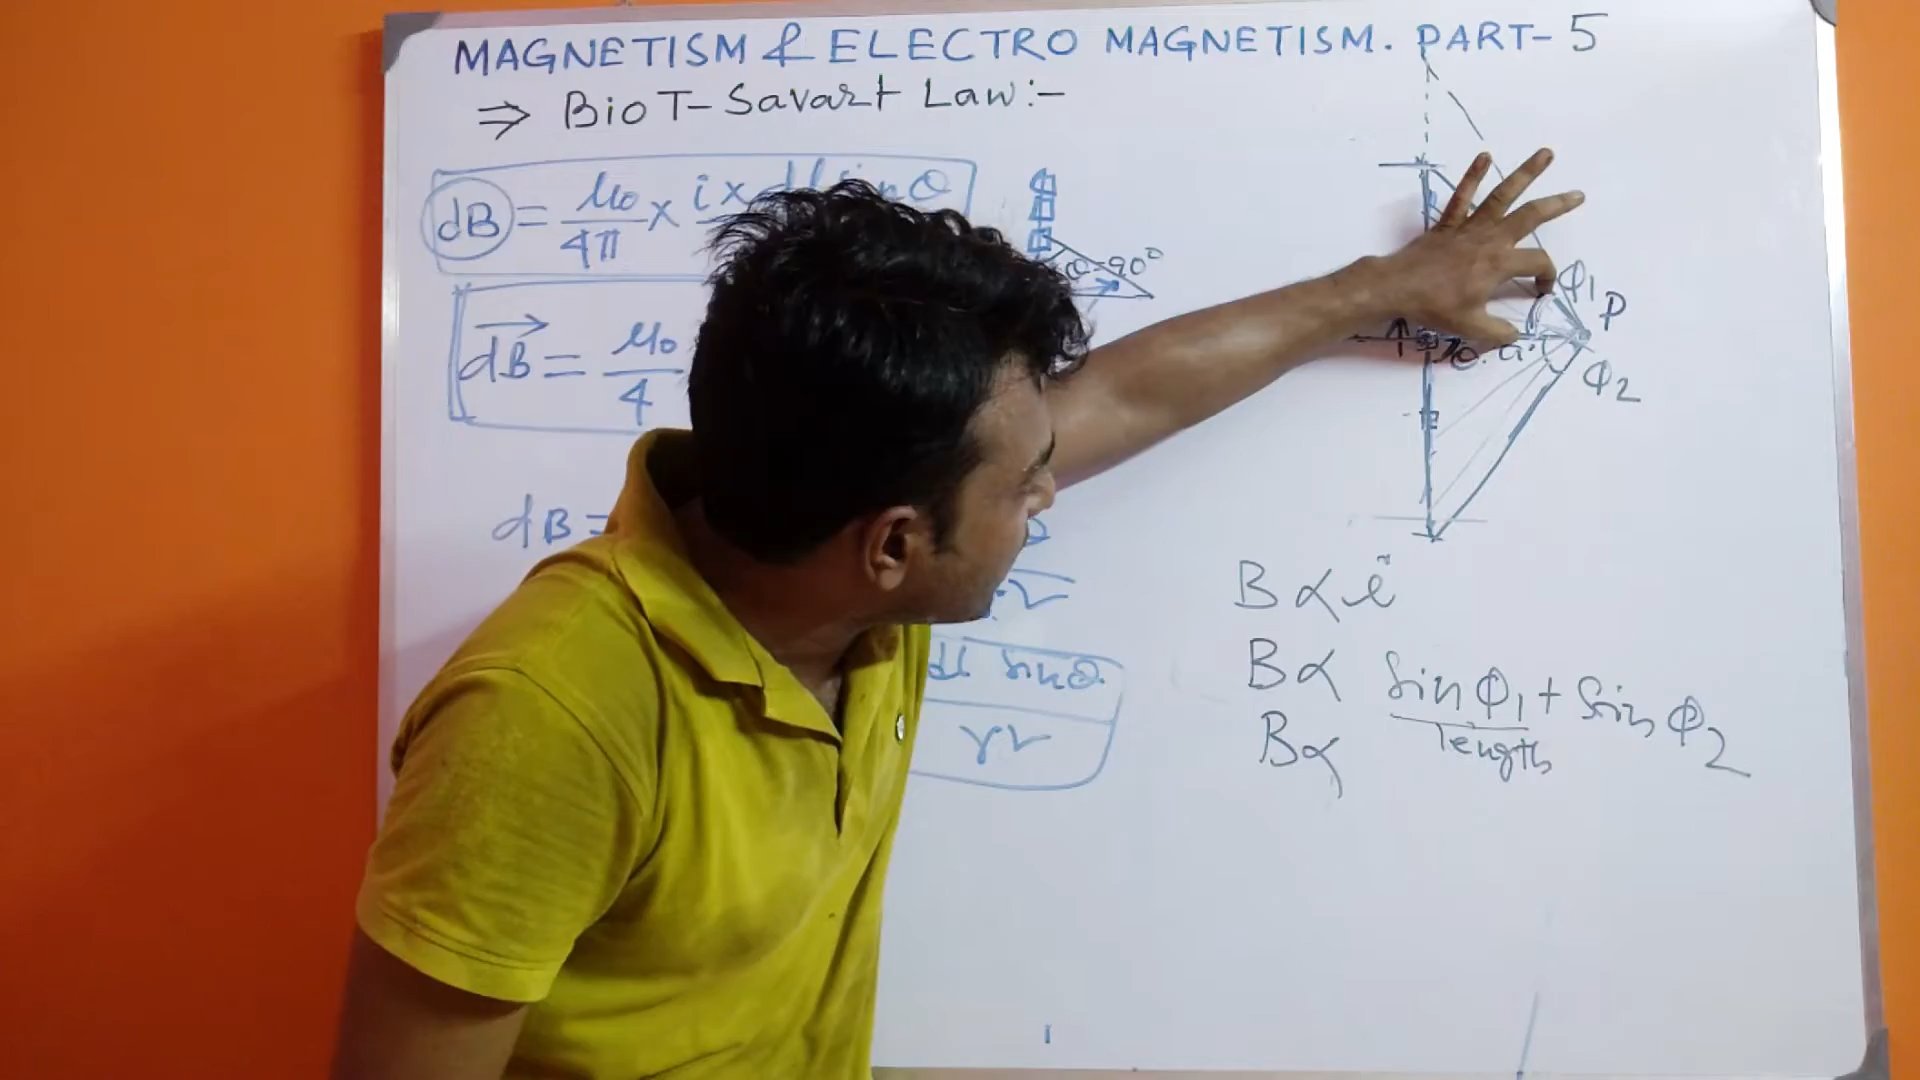 MAGNETISM & ELECTRO MAGNETISM. PART-5
⇒ BioT-Savart Law:-
dB = μ0/4π × i× dl sinθ
θ=90°
dB = μ0/4
dB =
dl sinθ.
r²
φ1
P
φ2
B ∝ i
B ∝ sin φ1 + sin φ2
length
B ∝